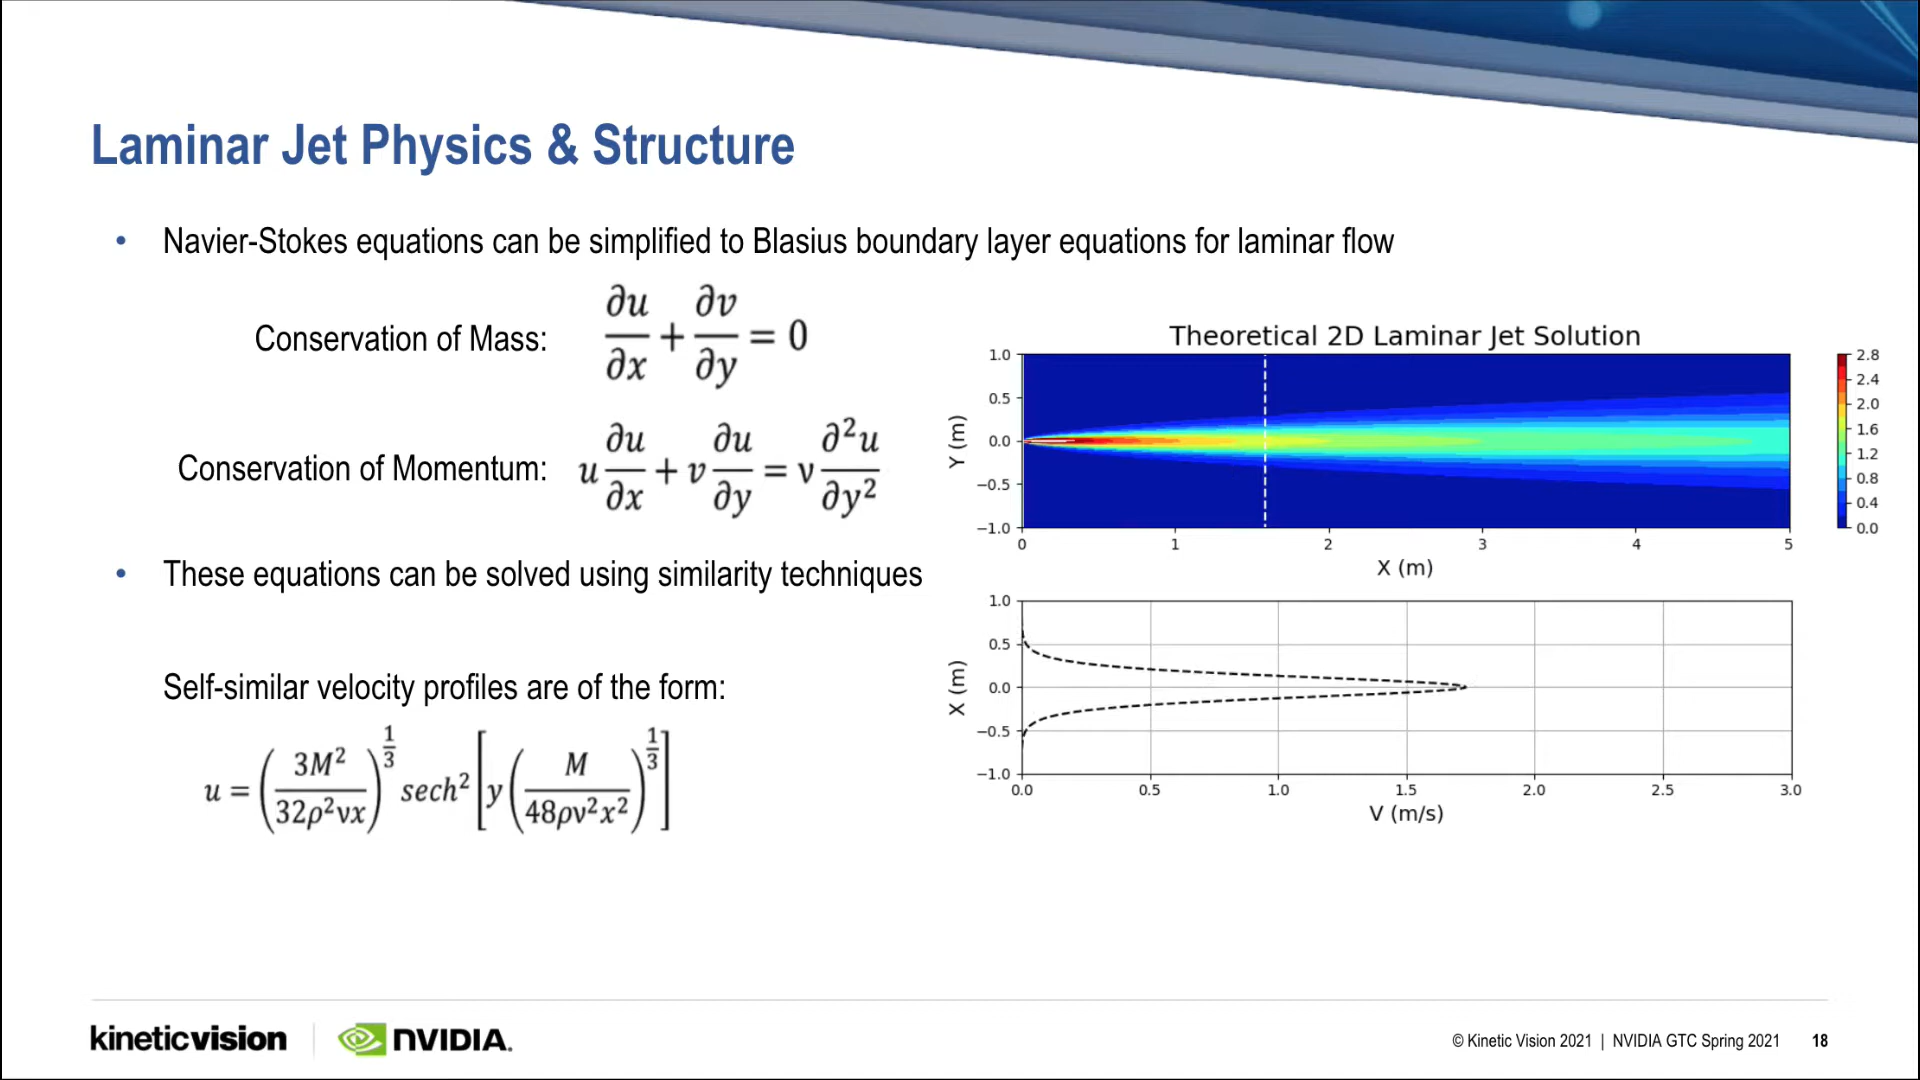 Laminar Jet Physics & Structure
• Navier-Stokes equations can be simplified to Blasius boundary layer equations for laminar flow
Conservation of Mass: ∂u/∂x + ∂v/∂y = 0
Conservation of Momentum: u ∂u/∂x + v ∂u/∂y = ν ∂²u/∂y²
• These equations can be solved using similarity techniques
Self-similar velocity profiles are of the form:
u = (3M²/32ρ²νx)^(1/3) sech² [y (M/48ρν²x²)^(1/3)]
Theoretical 2D Laminar Jet Solution
1.0
0.5
0.0
−0.5
−1.0
Y (m)
0 1 2 3 4 5
X (m)
2.8
2.4
2.0
1.6
1.2
0.8
0.4
0.0
1.0
0.5
0.0
−0.5
−1.0
X (m)
0.0 0.5 1.0 1.5 2.0 2.5 3.0
V (m/s)
kineticvision
NVIDIA.
© Kinetic Vision 2021 | NVIDIA GTC Spring 2021 18